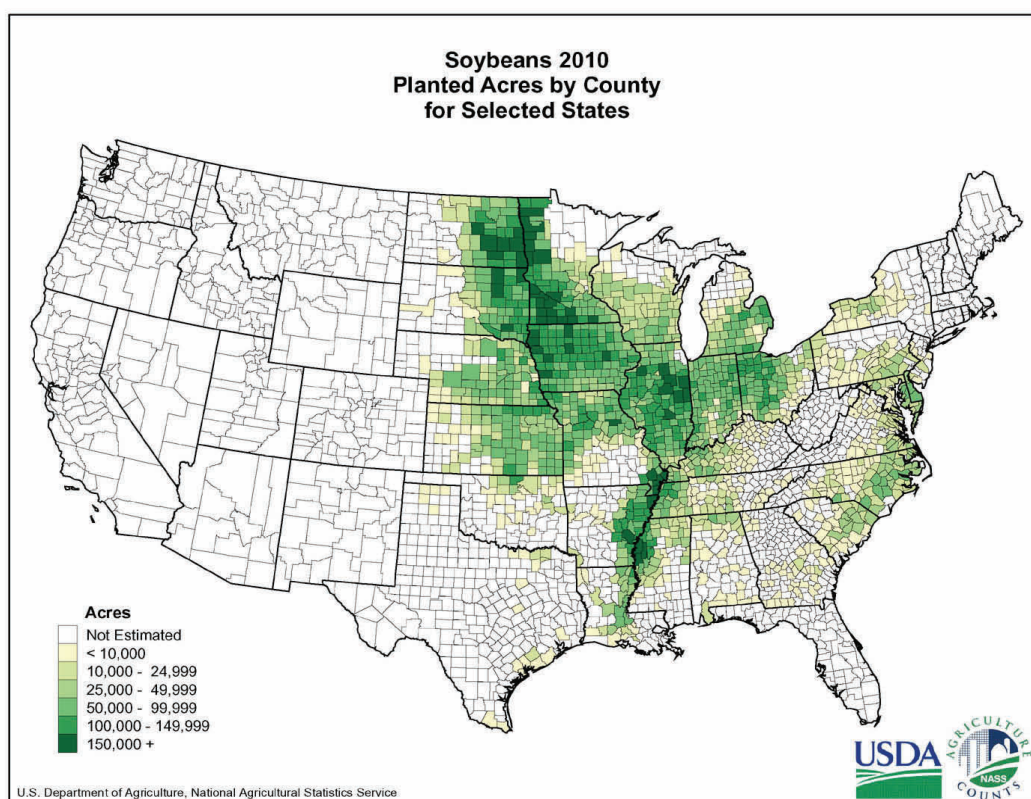 Soybeans 2010
Planted Acres by County
for Selected States
Acres
Not Estimated
< 10,000
10,000 - 24,999
25,000 - 49,999
50,000 - 99,999
100,000 - 149,999
150,000 +
USDA
AGRICULTURE
NASS
COUNTS
U.S. Department of Agriculture, National Agricultural Statistics Service